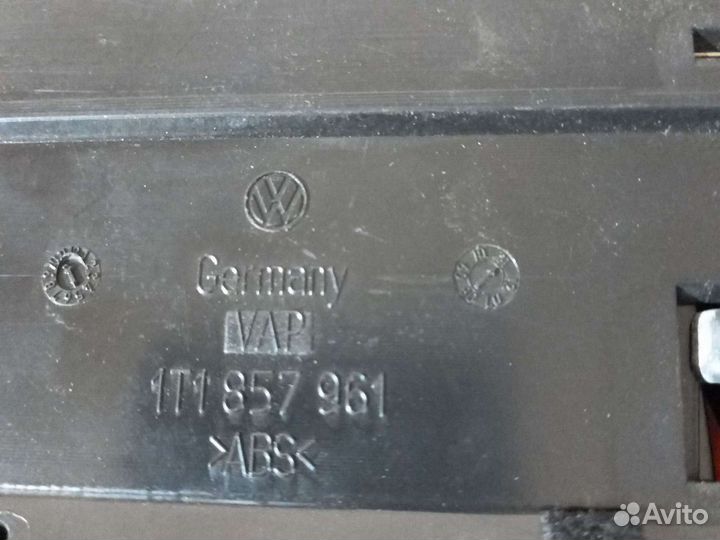 Germany
VAP
1T1 857 961
>ABS<
Avito